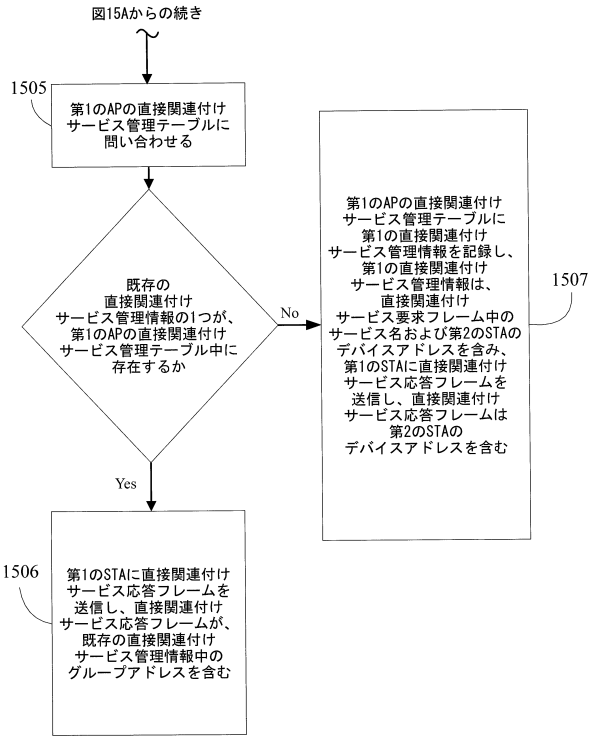 図15Aからの続き
1505
第1のAPの直接関連付け
サービス管理テーブルに
問い合わせる
既存の
直接関連付け
サービス管理情報の1つが、
第1のAPの直接関連付け
サービス管理テーブル中に
存在するか
No
Yes
第1のAPの直接関連付け
サービス管理テーブルに
第1の直接関連付け
サービス管理情報を記録し、
第1の直接関連付け
サービス管理情報は、
直接関連付け
サービス要求フレーム中の
サービス名および第2のSTAの
デバイスアドレスを含み、
第1のSTAに直接関連付け
サービス応答フレームを
送信し、直接関連付け
サービス応答フレームは
第2のSTAの
デバイスアドレスを含む
1507
1506
第1のSTAに直接関連付け
サービス応答フレームを
送信し、直接関連付け
サービス応答フレームが、
既存の直接関連付け
サービス管理情報中の
グループアドレスを含む